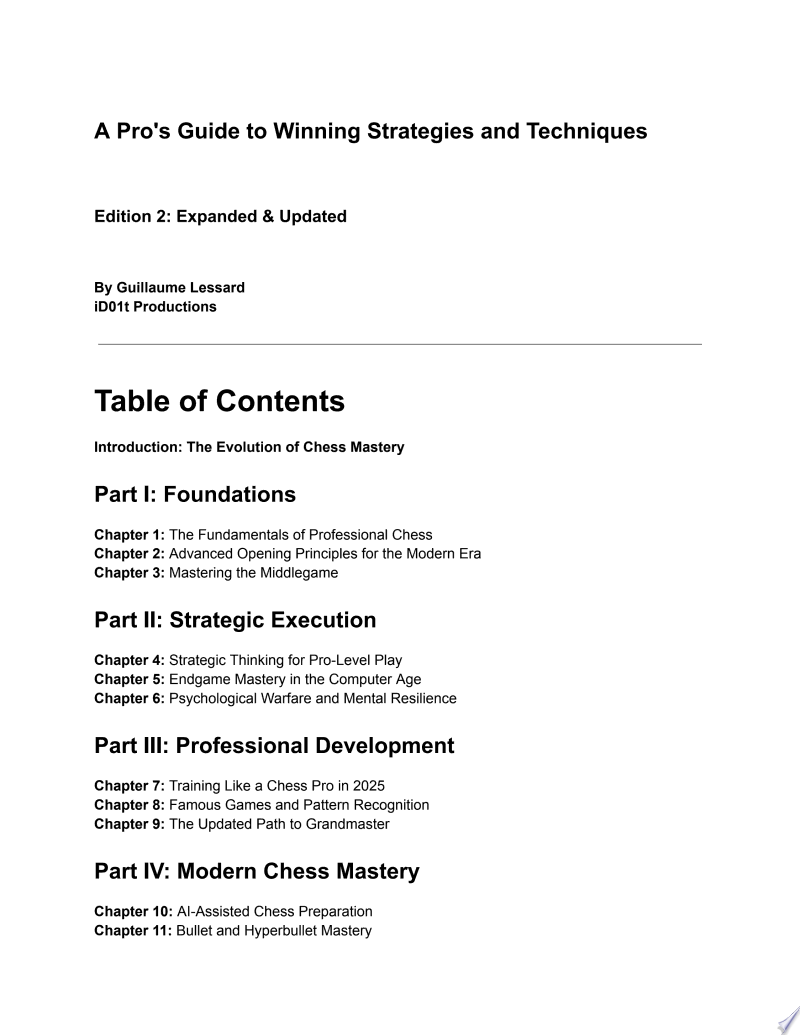 A Pro's Guide to Winning Strategies and Techniques
Edition 2: Expanded & Updated
By Guillaume Lessard
iD01t Productions
Table of Contents
Introduction: The Evolution of Chess Mastery
Part I: Foundations
Chapter 1: The Fundamentals of Professional Chess
Chapter 2: Advanced Opening Principles for the Modern Era
Chapter 3: Mastering the Middlegame
Part II: Strategic Execution
Chapter 4: Strategic Thinking for Pro-Level Play
Chapter 5: Endgame Mastery in the Computer Age
Chapter 6: Psychological Warfare and Mental Resilience
Part III: Professional Development
Chapter 7: Training Like a Chess Pro in 2025
Chapter 8: Famous Games and Pattern Recognition
Chapter 9: The Updated Path to Grandmaster
Part IV: Modern Chess Mastery
Chapter 10: AI-Assisted Chess Preparation
Chapter 11: Bullet and Hyperbullet Mastery